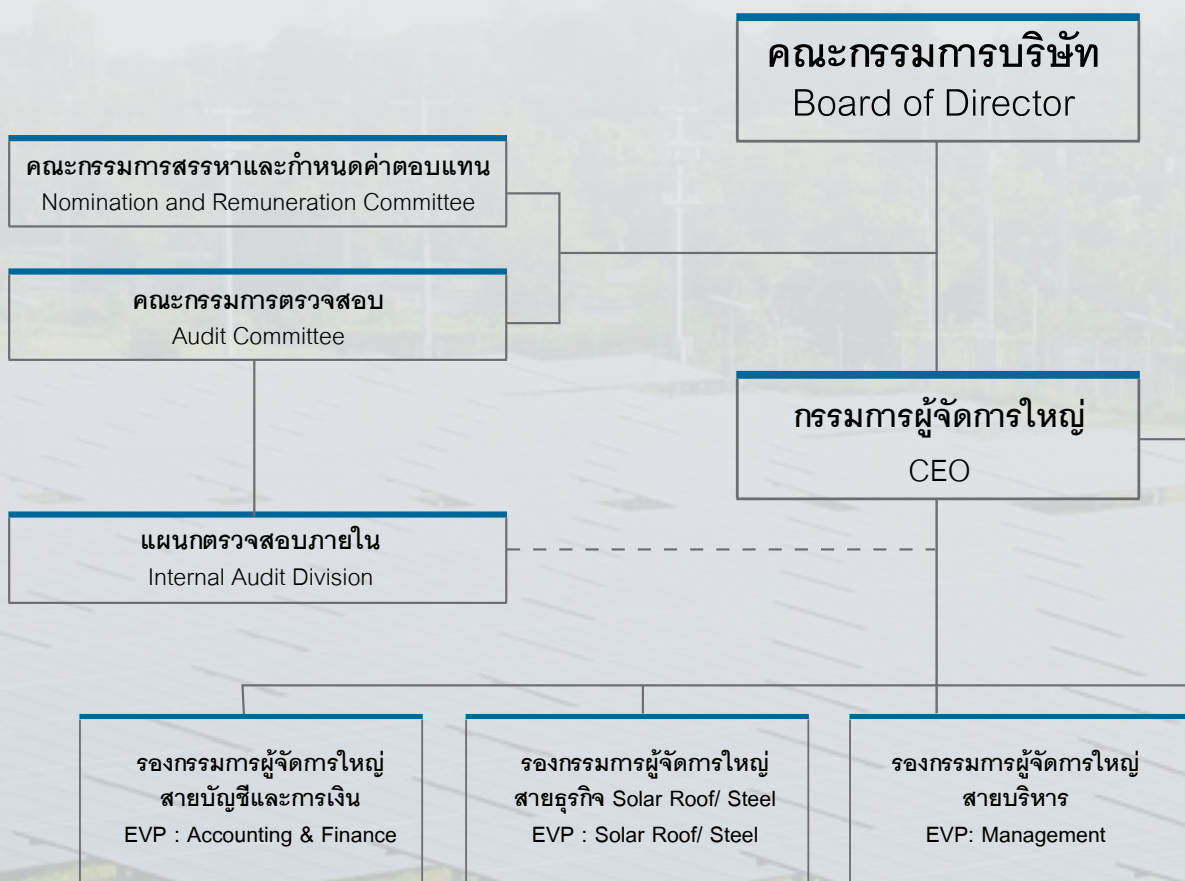 คณะกรรมการบริษัท
Board of Director
คณะกรรมการสรรหาและกำหนดค่าตอบแทน
Nomination and Remuneration Committee
คณะกรรมการตรวจสอบ
Audit Committee
กรรมการผู้จัดการใหญ่
CEO
แผนกตรวจสอบภายใน
Internal Audit Division
รองกรรมการผู้จัดการใหญ่
สายบัญชีและการเงิน
EVP : Accounting & Finance
รองกรรมการผู้จัดการใหญ่
สายธุรกิจ Solar Roof/ Steel
EVP : Solar Roof/ Steel
รองกรรมการผู้จัดการใหญ่
สายบริหาร
EVP: Management